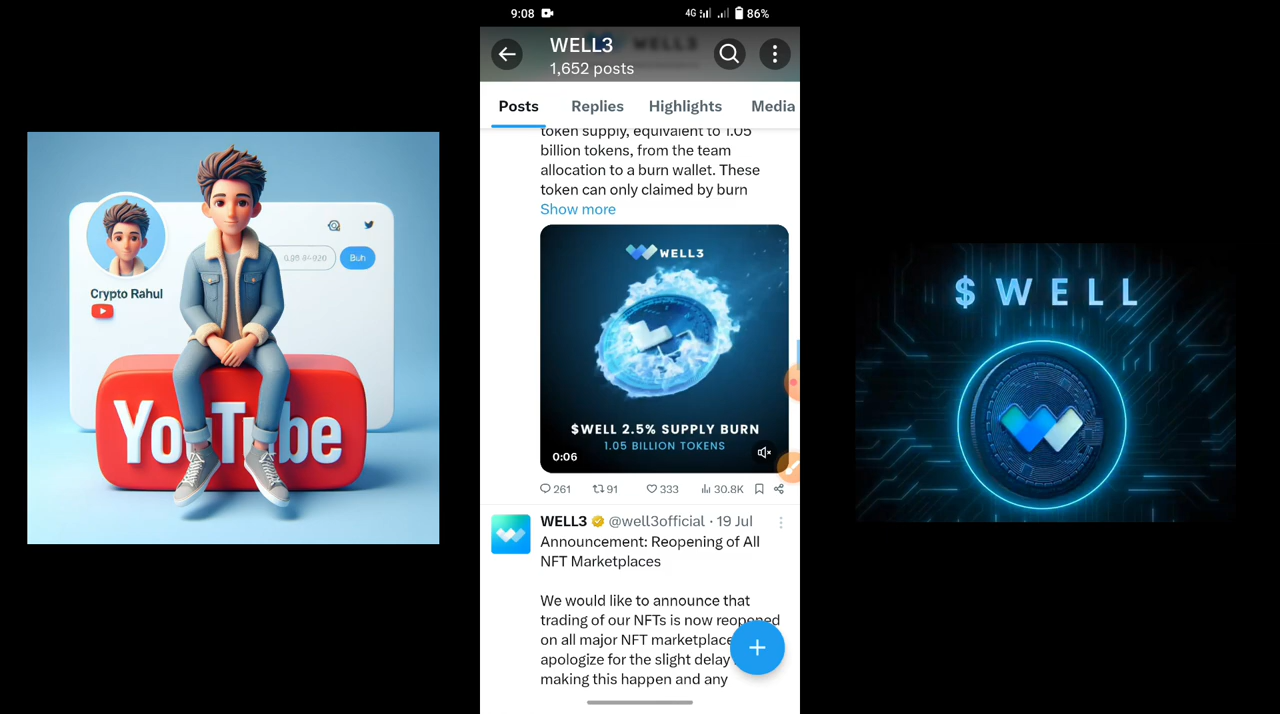 Buh
Crypto Rahul
YouTube
9:08
4G
86%
WELL3
1,652 posts
Posts
Replies
Highlights
Media
token supply, equivalent to 1.05
billion tokens, from the team
allocation to a burn wallet. These
token can only claimed by burn
Show more
WELL3
$WELL 2.5% SUPPLY BURN
1.05 BILLION TOKENS
0:06
261
91
333
30.8K
WELL3 @well3official · 19 Jul
Announcement: Reopening of All
NFT Marketplaces
We would like to announce that
trading of our NFTs is now reopened
on all major NFT marketplace
apologize for the slight delay
making this happen and any
$WELL